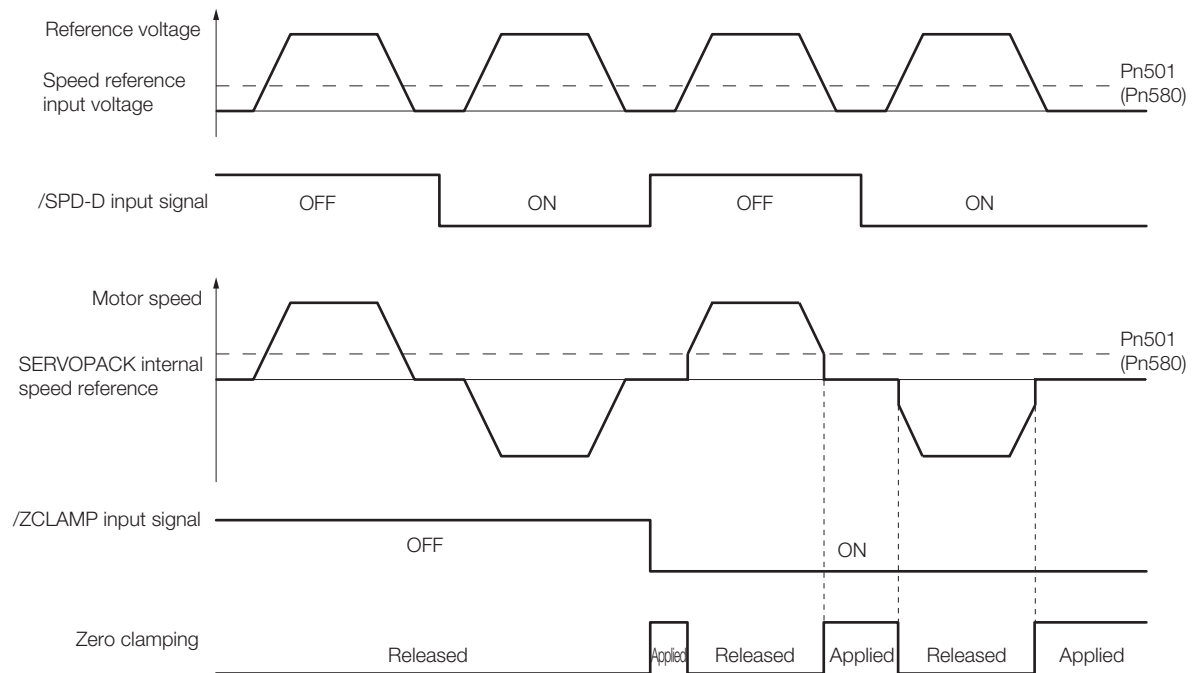 Reference voltage
Speed reference
input voltage
Pn501
(Pn580)
/SPD-D input signal
OFF
ON
OFF
ON
Motor speed
SERVOPACK internal
speed reference
Pn501
(Pn580)
/ZCLAMP input signal
OFF
ON
Zero clamping
Released
Applied
Released
Applied
Released
Applied